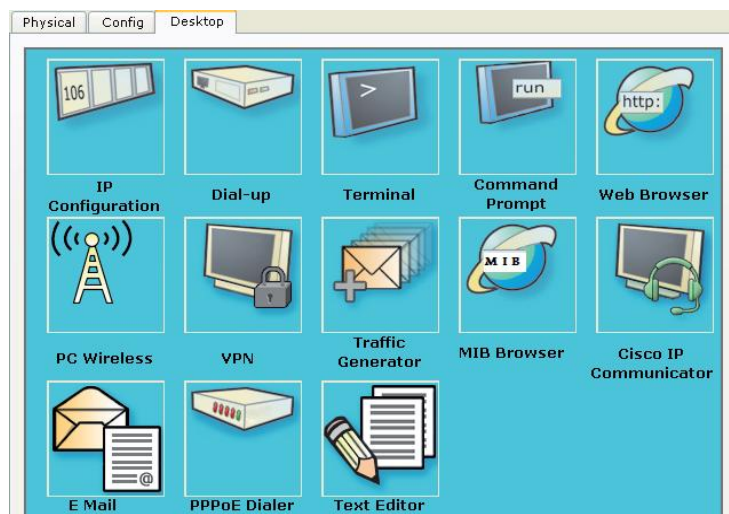 Physical Config Desktop
106
>
run
http:
IP
Configuration
Dial-up
Terminal
Command
Prompt
Web Browser
MIB
PC Wireless
VPN
Traffic
Generator
MIB Browser
Cisco IP
Communicator
@
E Mail
PPPoE Dialer
Text Editor